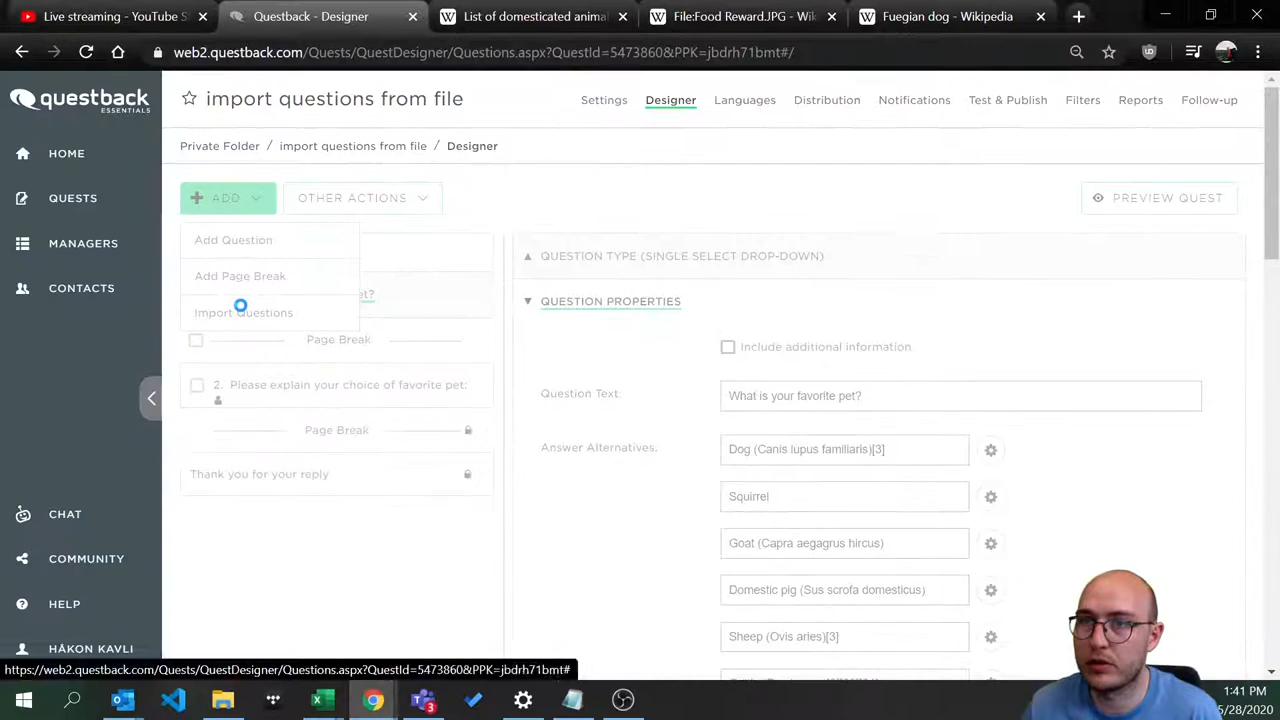 Live streaming - YouTube S
Questback - Designer
List of domesticated animal
File:Food Reward.JPG - Wik
Fuegian dog - Wikipedia
web2.questback.com/Quests/QuestDesigner/Questions.aspx?QuestId=5473860&PPK=jbdrh71bmt#/
questback
ESSENTIALS
import questions from file
Settings
Designer
Languages
Distribution
Notifications
Test & Publish
Filters
Reports
Follow-up
HOME
QUESTS
MANAGERS
CONTACTS
CHAT
COMMUNITY
HELP
HÅKON KAVLI
Private Folder / import questions from file / Designer
ADD
OTHER ACTIONS
PREVIEW QUEST
Add Question
Add Page Break
Import Questions
et?
Page Break
2. Please explain your choice of favorite pet:
Page Break
Thank you for your reply
QUESTION TYPE (SINGLE SELECT DROP-DOWN)
QUESTION PROPERTIES
Include additional information
Question Text:
What is your favorite pet?
Answer Alternatives:
Dog (Canis lupus familiaris)[3]
Squirrel
Goat (Capra aegagrus hircus)
Domestic pig (Sus scrofa domesticus)
Sheep (Ovis aries)[3]
https://web2.questback.com/Quests/QuestDesigner/Questions.aspx?QuestId=5473860&PPK=jbdrh71bmt#
3
1:41 PM
5/28/2020